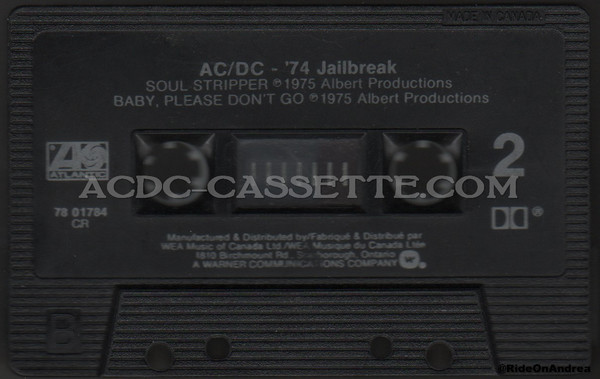 MADE IN CANADA
AC/DC - '74 Jailbreak
SOUL STRIPPER ℗1975 Albert Productions
BABY, PLEASE DON'T GO ℗1975 Albert Productions
2
ATLANTIC
ACDC-CASSETTE.COM
78 01784
CR
Manufactured & Distributed by/Fabriqué & Distribué par
WEA Music of Canada Ltd./WEA Musique du Canada Ltée
1810 Birchmount Rd., Scarborough, Ontario
A WARNER COMMUNICATIONS COMPANY
B
@RideOnAndrea